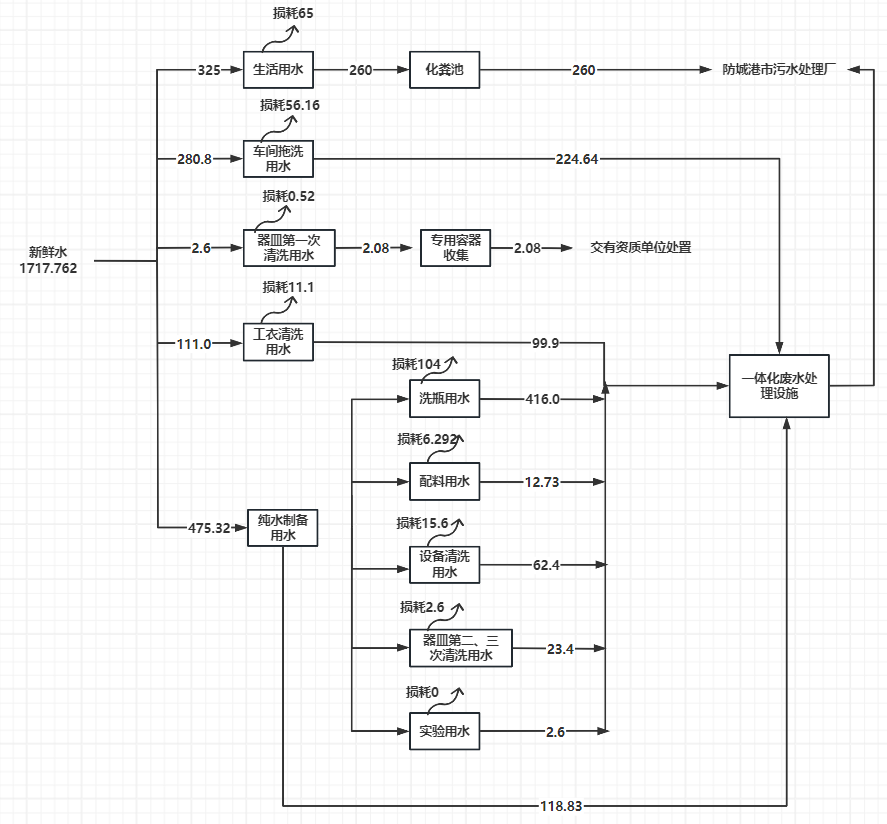 损耗65
325
生活用水
260
化粪池
260
防城港市污水处理厂
损耗56.16
280.8
车间拖洗
用水
224.64
损耗0.52
新鲜水
1717.762
2.6
器皿第一次
清洗用水
2.08
专用容器
收集
2.08
交有资质单位处置
损耗11.1
111.0
工衣清洗
用水
99.9
损耗104
洗瓶用水
416.0
一体化废水处
理设施
损耗6.292
配料用水
12.73
475.32
纯水制备
用水
损耗15.6
设备清洗
用水
62.4
损耗2.6
器皿第二、三
次清洗用水
23.4
损耗0
实验用水
2.6
118.83